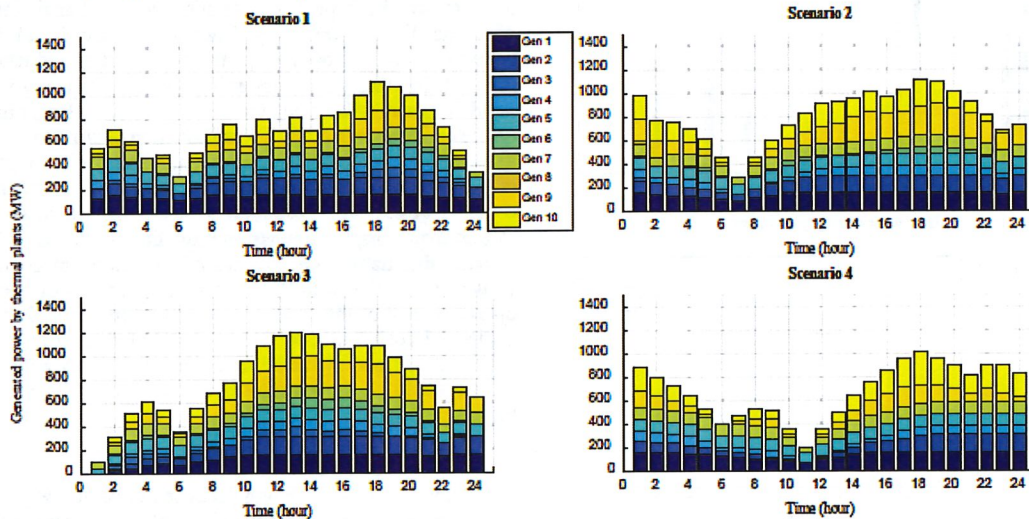 Scenario 1
Scenario 2
1400
1200
1000
800
600
400
200
0
0 2 4 6 8 10 12 14 16 18 20 22 24
Time (hour)
Gen 1
Gen 2
Gen 3
Gen 4
Gen 5
Gen 6
Gen 7
Gen 8
Gen 9
Gen 10
1400
1200
1000
800
600
400
200
0
0 2 4 6 8 10 12 14 16 18 20 22 24
Time (hour)
Generated power by thermal plants (MW)
Scenario 3
Scenario 4
1400
1200
1000
800
600
400
200
0
0 2 4 6 8 10 12 14 16 18 20 22 24
Time (hour)
1400
1200
1000
800
600
400
200
0
0 2 4 6 8 10 12 14 16 18 20 22 24
Time (hour)